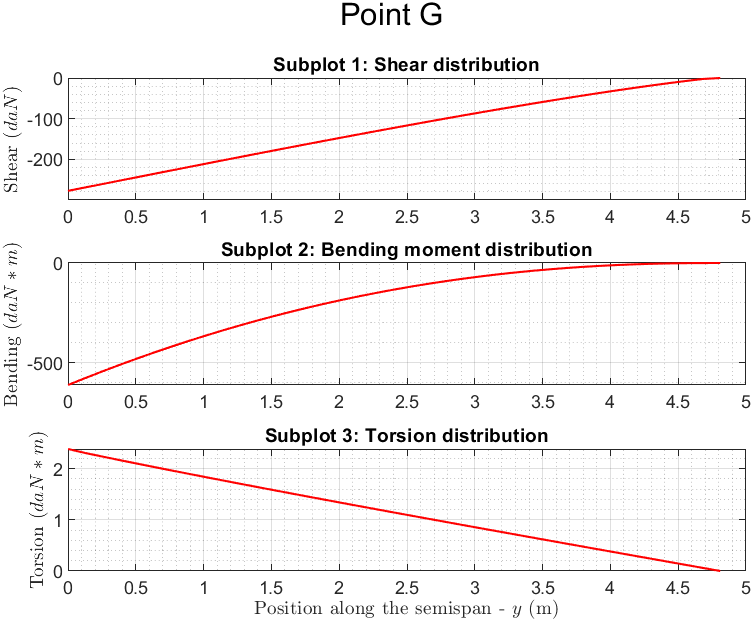 Point G
Subplot 1: Shear distribution
Shear (daN)
0
-100
-200
0 0.5 1 1.5 2 2.5 3 3.5 4 4.5 5
Subplot 2: Bending moment distribution
Bending (daN * m)
0
-500
0 0.5 1 1.5 2 2.5 3 3.5 4 4.5 5
Subplot 3: Torsion distribution
Torsion (daN * m)
2
1
0
0 0.5 1 1.5 2 2.5 3 3.5 4 4.5 5
Position along the semispan - y (m)